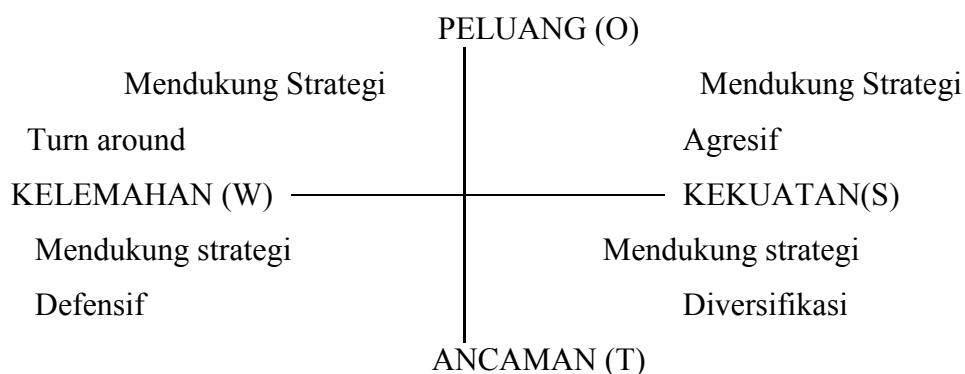 PELUANG (O)
Mendukung Strategi Mendukung Strategi
Turn around Agresif
KELEMAHAN (W) KEKUATAN(S)
Mendukung strategi Mendukung strategi
Defensif Diversifikasi
ANCAMAN (T)